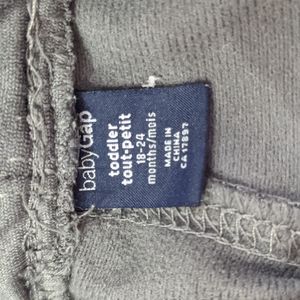 babyGap
toddler
tout-petit
18-24
months/mois
MADE IN
CHINA
CA 17897